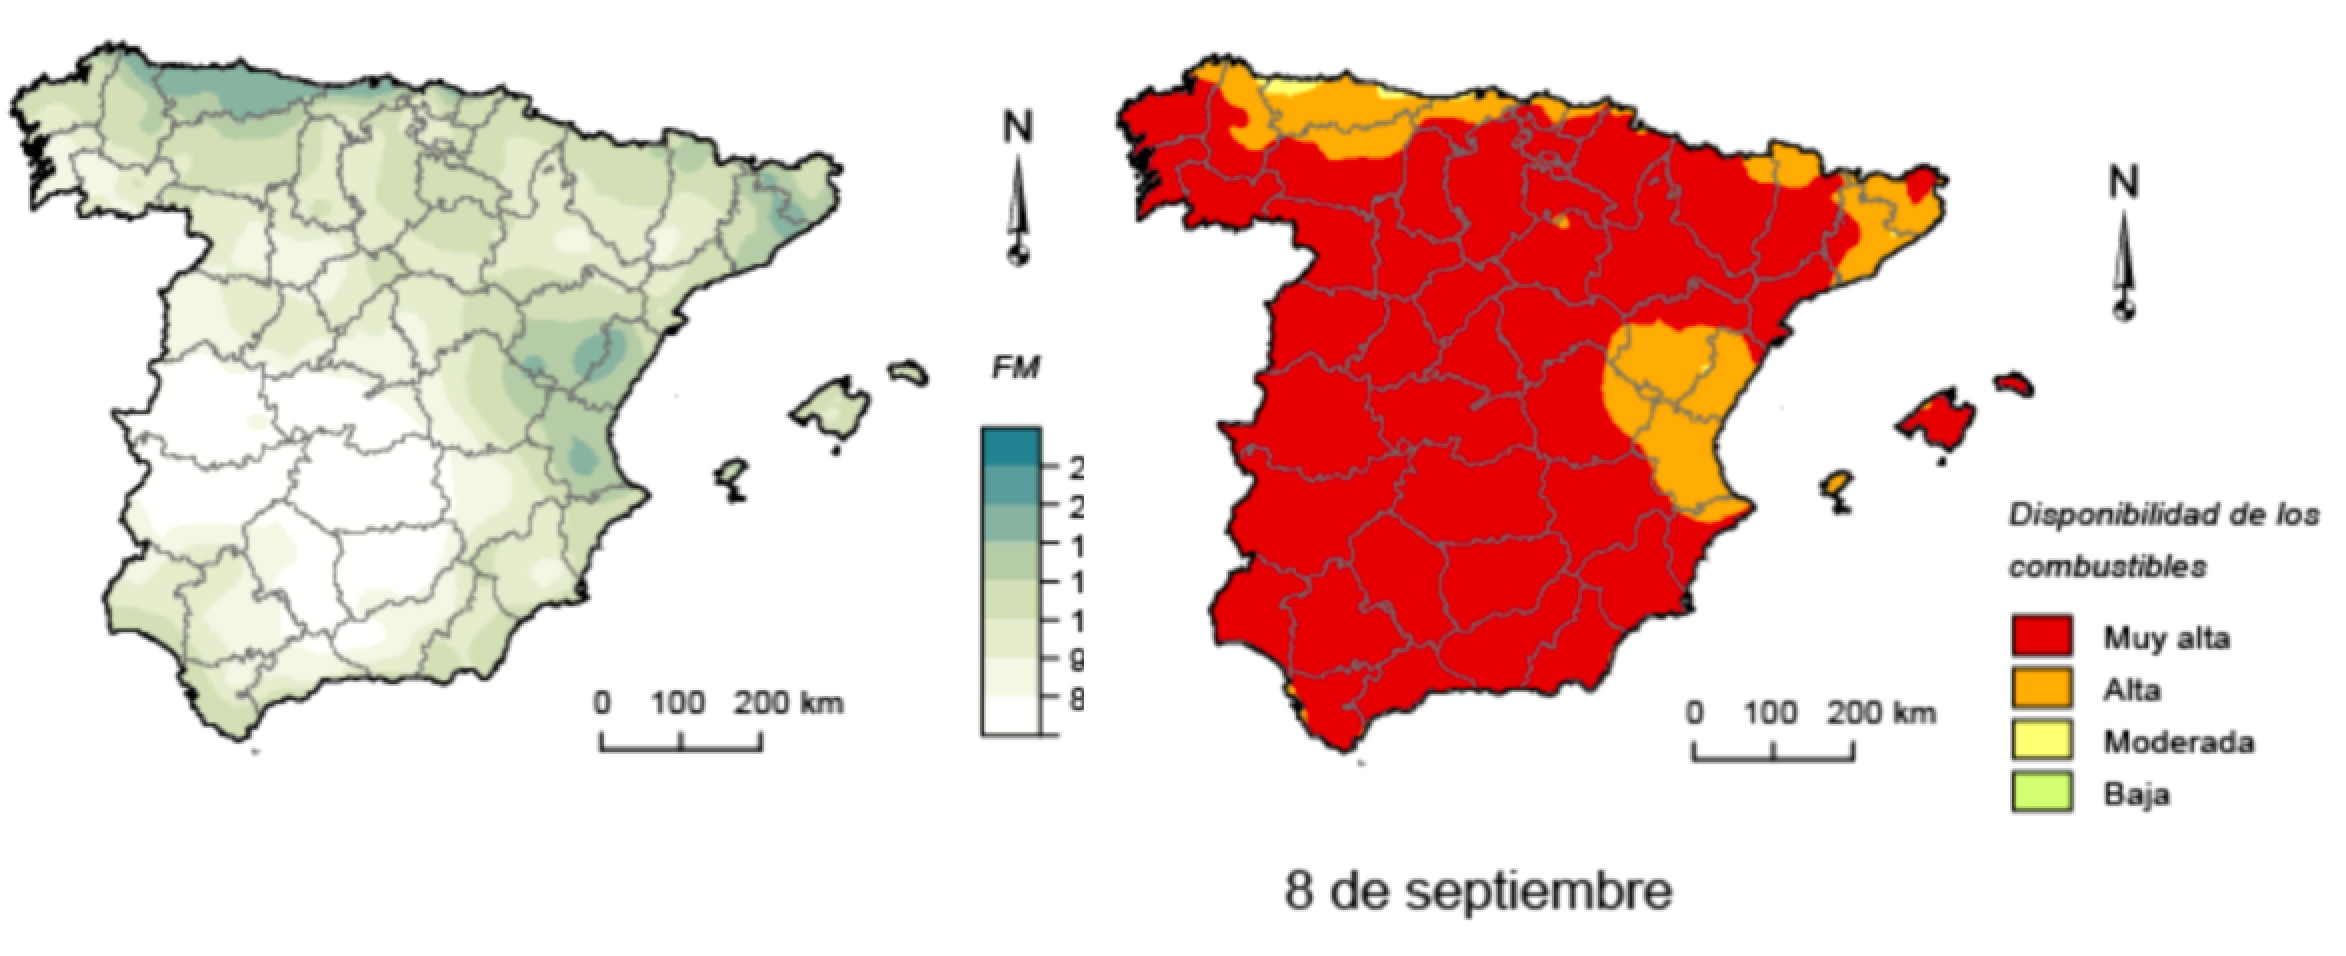 N
FM
2
2
1
1
1
9
8
0 100 200 km
N
Disponibilidad de los
combustibles
Muy alta
Alta
Moderada
Baja
0 100 200 km
8 de septiembre